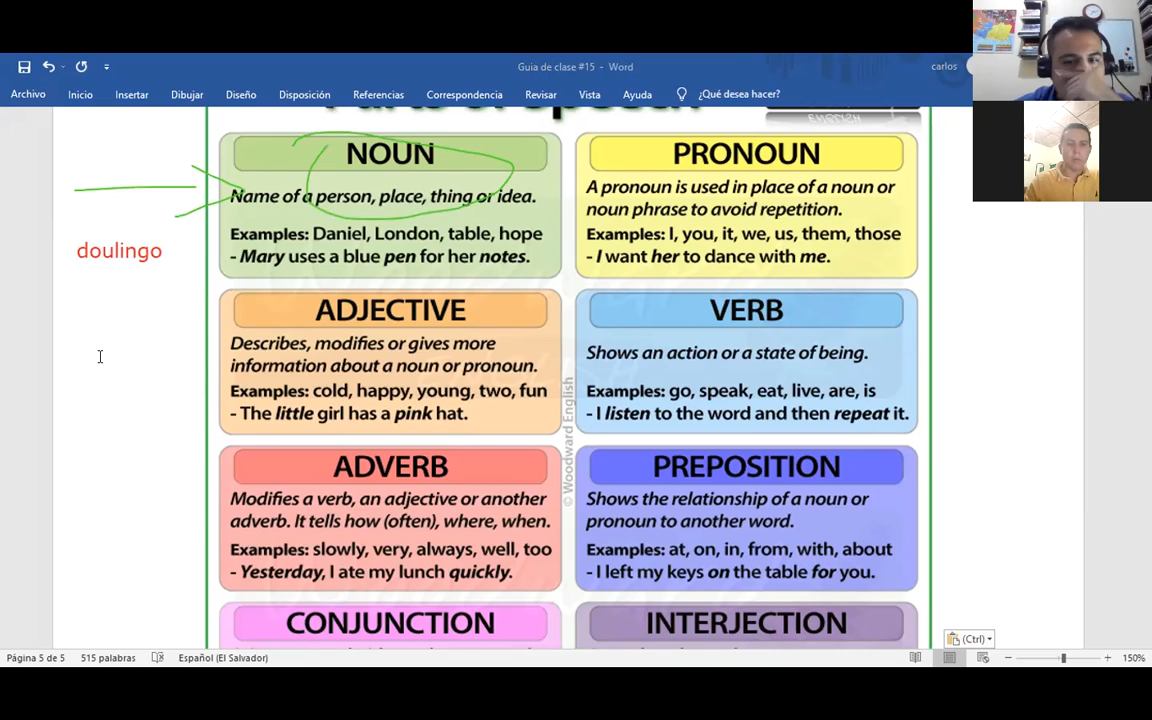 Guia de clase #15 - Word
carlos
Archivo
Inicio
Insertar
Dibujar
Diseño
Disposición
Referencias
Correspondencia
Revisar
Vista
Ayuda
¿Qué desea hacer?
ENGLISH
NOUN
Name of a person, place, thing or idea.
Examples: Daniel, London, table, hope
- Mary uses a blue pen for her notes.
PRONOUN
A pronoun is used in place of a noun or
noun phrase to avoid repetition.
Examples: I, you, it, we, us, them, those
- I want her to dance with me.
doulingo
ADJECTIVE
Describes, modifies or gives more
information about a noun or pronoun.
Examples: cold, happy, young, two, fun
- The little girl has a pink hat.
VERB
Shows an action or a state of being.
Examples: go, speak, eat, live, are, is
- I listen to the word and then repeat it.
© Woodward English
ADVERB
Modifies a verb, an adjective or another
adverb. It tells how (often), where, when.
Examples: slowly, very, always, well, too
- Yesterday, I ate my lunch quickly.
PREPOSITION
Shows the relationship of a noun or
pronoun to another word.
Examples: at, on, in, from, with, about
- I left my keys on the table for you.
CONJUNCTION
INTERJECTION
(Ctrl)
Página 5 de 5
515 palabras
Español (El Salvador)
150%